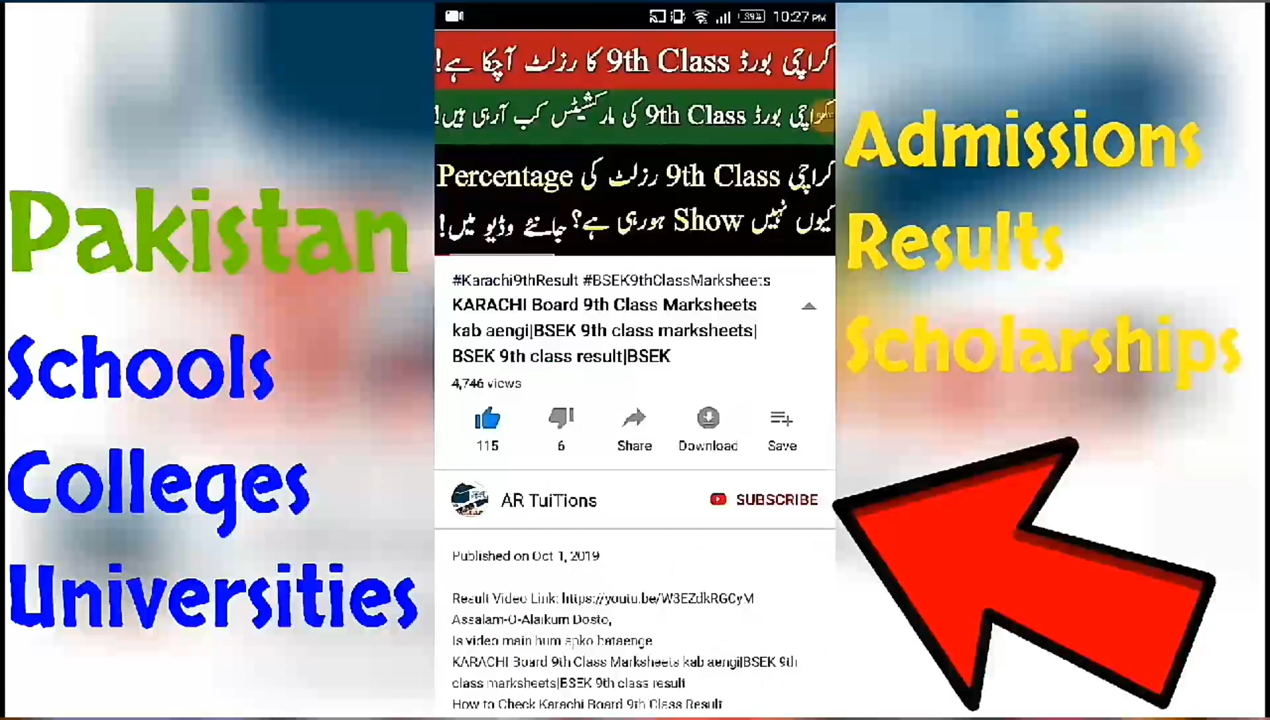 39%
10:27 PM
کراچی بورڈ 9th Class کا رزلٹ آچکا ہے!
کراچی بورڈ 9th Class کی مارکشیٹس کب آرہی ہیں!
کراچی 9th Class رزلٹ کی Percentage
کیوں نہیں Show ہورہی ہے؟ جانئے وڈیو میں!
#Karachi9thResult #BSEK9thClassMarksheets
KARACHI Board 9th Class Marksheets
kab aengi|BSEK 9th class marksheets|
BSEK 9th class result|BSEK
4,746 views
115
6
Share
Download
Save
AR TuiTions
SUBSCRIBE
Published on Oct 1, 2019
Result Video Link: https://youtu.be/W3EZdkRGCyM
Assalam-O-Alaikum Dosto,
Is video main hum apko bataenge
KARACHI Board 9th Class Marksheets kab aengi|BSEK 9th
class marksheets|BSEK 9th class result
How to Check Karachi Board 9th Class Result
Pakistan
Schools
Colleges
Universities
Admissions
Results
Scholarships